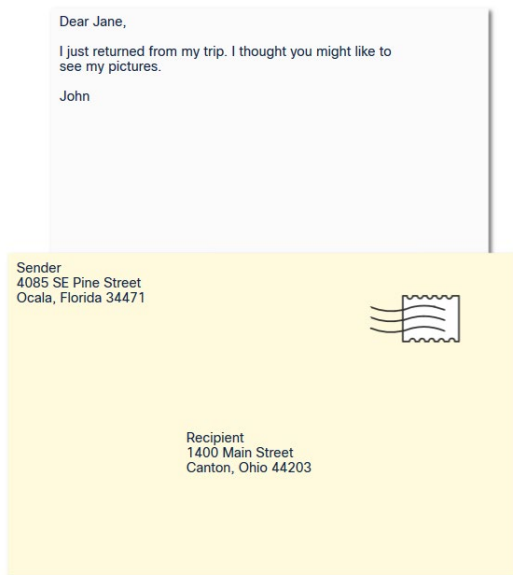 Dear Jane,
I just returned from my trip. I thought you might like to
see my pictures.
John
Sender
4085 SE Pine Street
Ocala, Florida 34471
Recipient
1400 Main Street
Canton, Ohio 44203